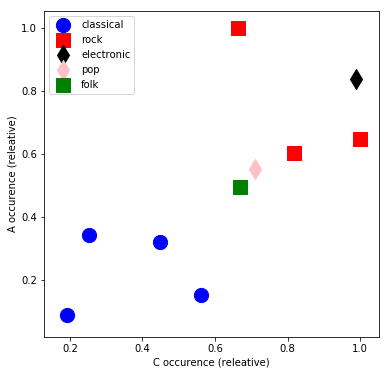 classical
rock
electronic
pop
folk
1.0
0.8
0.6
0.4
0.2
A occurence (releative)
0.2 0.4 0.6 0.8 1.0
C occurence (releative)